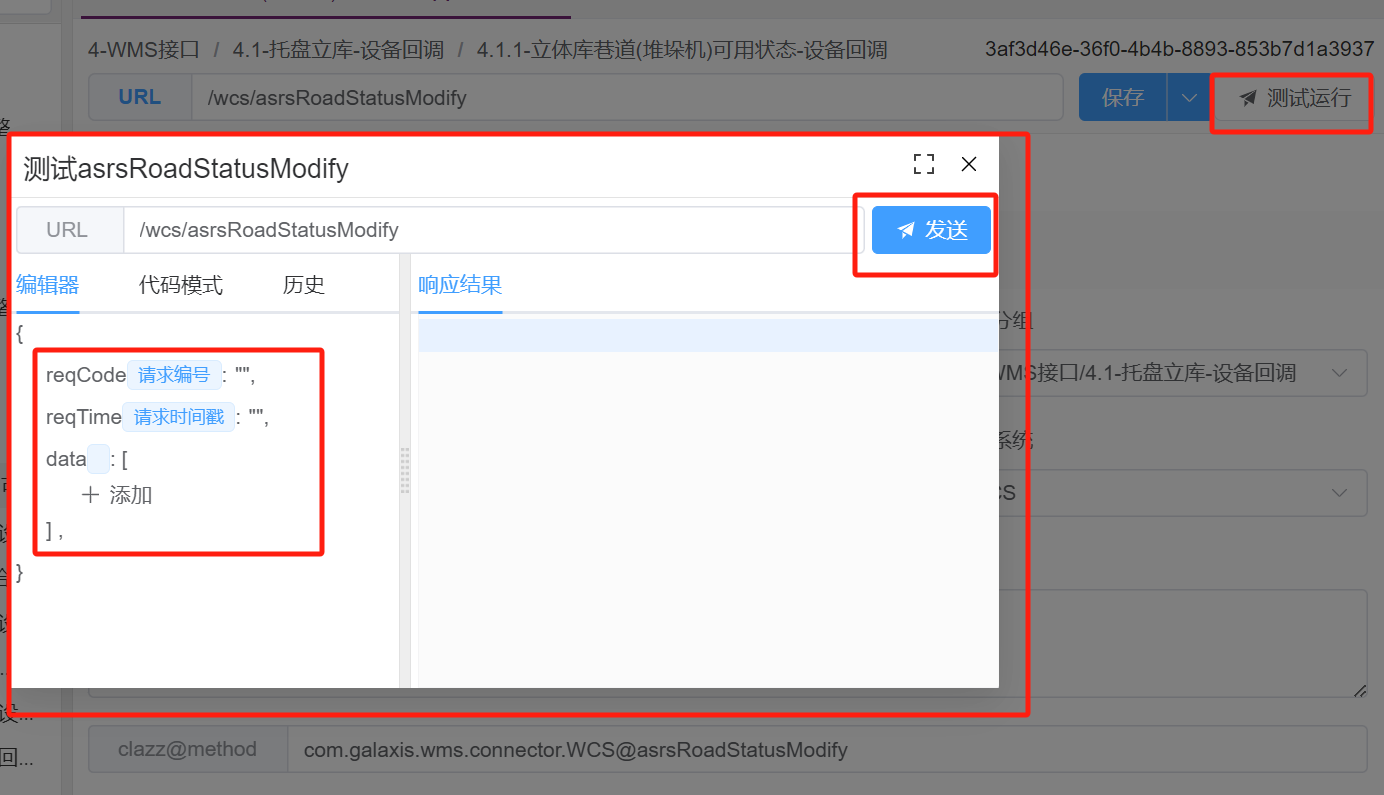 4-WMS接口 / 4.1-托盘立库-设备回调 / 4.1.1-立体库巷道(堆垛机)可用状态-设备回调
3af3d46e-36f0-4b4b-8893-853b7d1a3937
URL /wcs/asrsRoadStatusModify 保存 测试运行
测试asrsRoadStatusModify
URL /wcs/asrsRoadStatusModify 发送
编辑器 代码模式 历史 响应结果
{
reqCode 请求编号 : "",
reqTime 请求时间戳 : "",
data : [
添加
] ,
}
分组
WMS接口/4.1-托盘立库-设备回调
系统
CS
设...
回...
clazz@method com.galaxis.wms.connector.WCS@asrsRoadStatusModify